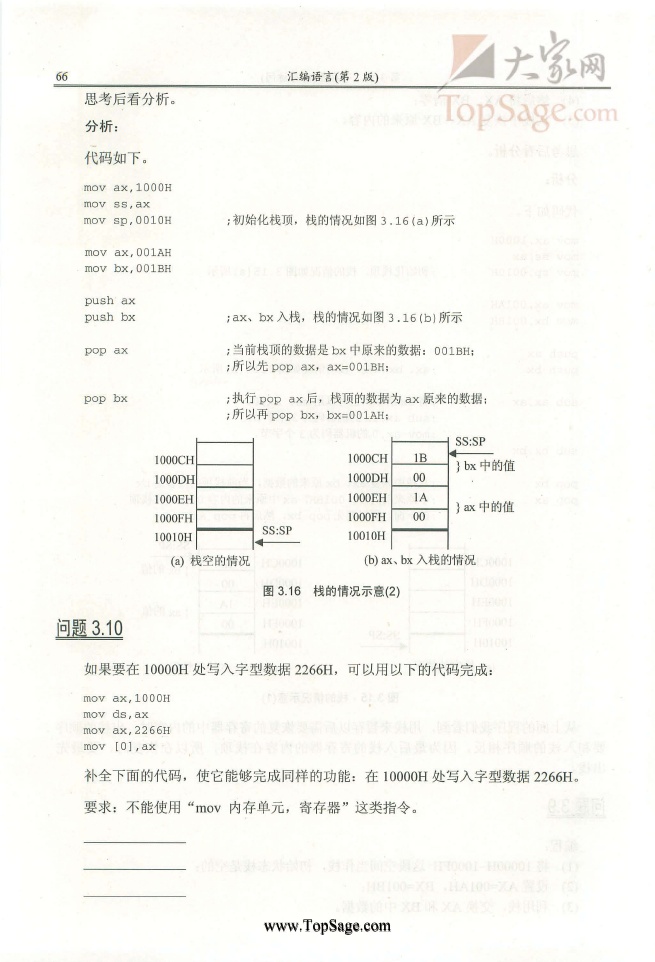 大家网
TopSage.com
66
汇编语言(第 2 版)
思考后看分析。
分析：
代码如下。
mov ax,1000H
mov ss,ax
mov sp,0010H ;初始化栈顶，栈的情况如图 3.16(a)所示
mov ax,001AH
mov bx,001BH
push ax
push bx ;ax、bx 入栈，栈的情况如图 3.16(b)所示
pop ax ;当前栈顶的数据是 bx 中原来的数据：001BH；
;所以先 pop ax，ax=001BH；
pop bx ;执行 pop ax 后，栈顶的数据为 ax 原来的数据；
;所以再 pop bx，bx=001AH；
1000CH
1000DH
1000EH
1000FH
10010H
SS:SP
(a) 栈空的情况
SS:SP
1000CH 1B
1000DH 00
} bx 中的值
1000EH 1A
1000FH 00
} ax 中的值
10010H
(b) ax、bx 入栈的情况
图 3.16 栈的情况示意(2)
问题 3.10
如果要在 10000H 处写入字型数据 2266H，可以用以下的代码完成：
mov ax,1000H
mov ds,ax
mov ax,2266H
mov [0],ax
补全下面的代码，使它能够完成同样的功能：在 10000H 处写入字型数据 2266H。
要求：不能使用“mov 内存单元，寄存器”这类指令。
www.TopSage.com